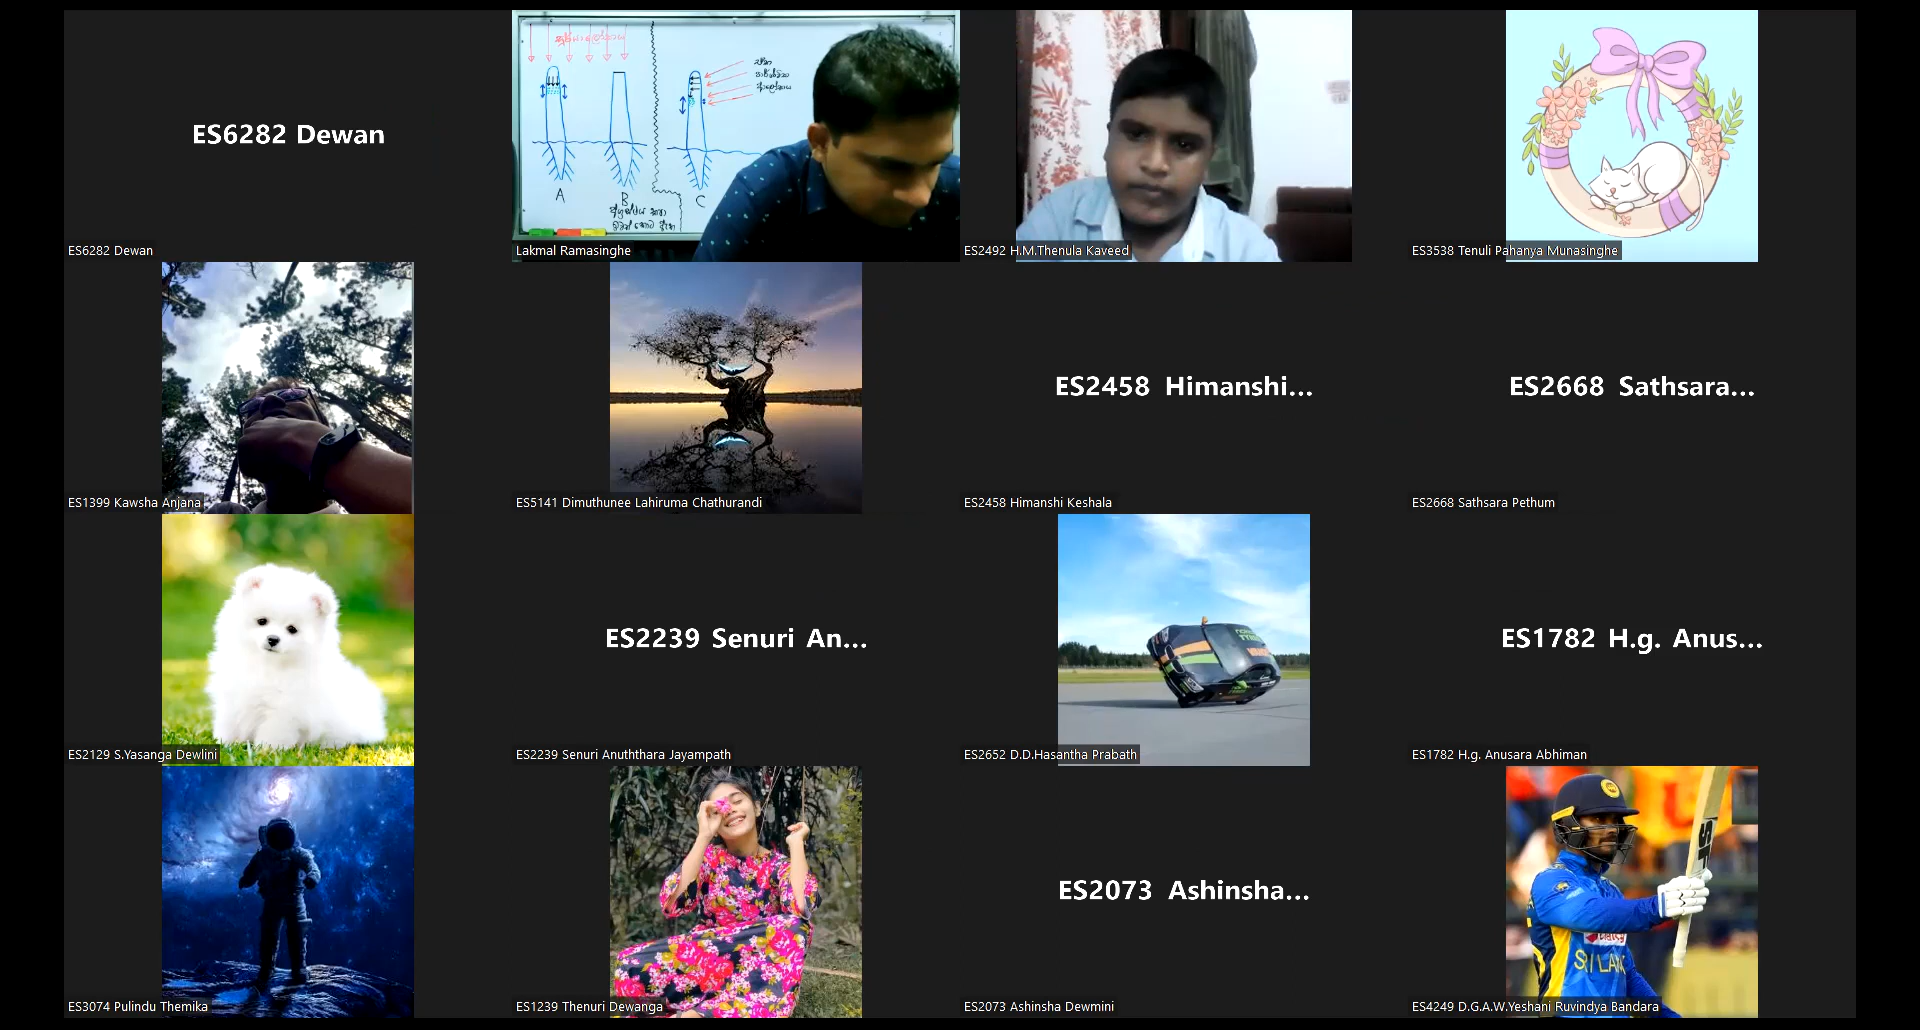 ES6282 Dewan
ES6282 Dewan
A
B
C
Lakmal Ramasinghe
ES2492 H.M.Thenula Kaveed
ES3538 Tenuli Pahanya Munasinghe
ES2458 Himanshi...
ES2668 Sathsara...
ES1399 Kawsha Anjana
ES5141 Dimuthunee Lahiruma Chathurandi
ES2458 Himanshi Keshala
ES2668 Sathsara Pethum
ES2239 Senuri An...
ES1782 H.g. Anus...
ES2129 S.Yasanga Dewlini
ES2239 Senuri Anuththara Jayampath
ES2652 D.D.Hasantha Prabath
ES1782 H.g. Anusara Abhiman
ES2073 Ashinsha...
SRI LAN
ES3074 Pulindu Themika
ES1239 Thenuri Dewanga
ES2073 Ashinsha Dewmini
ES4249 D.G.A.W.Yeshani Ruvindya Bandara